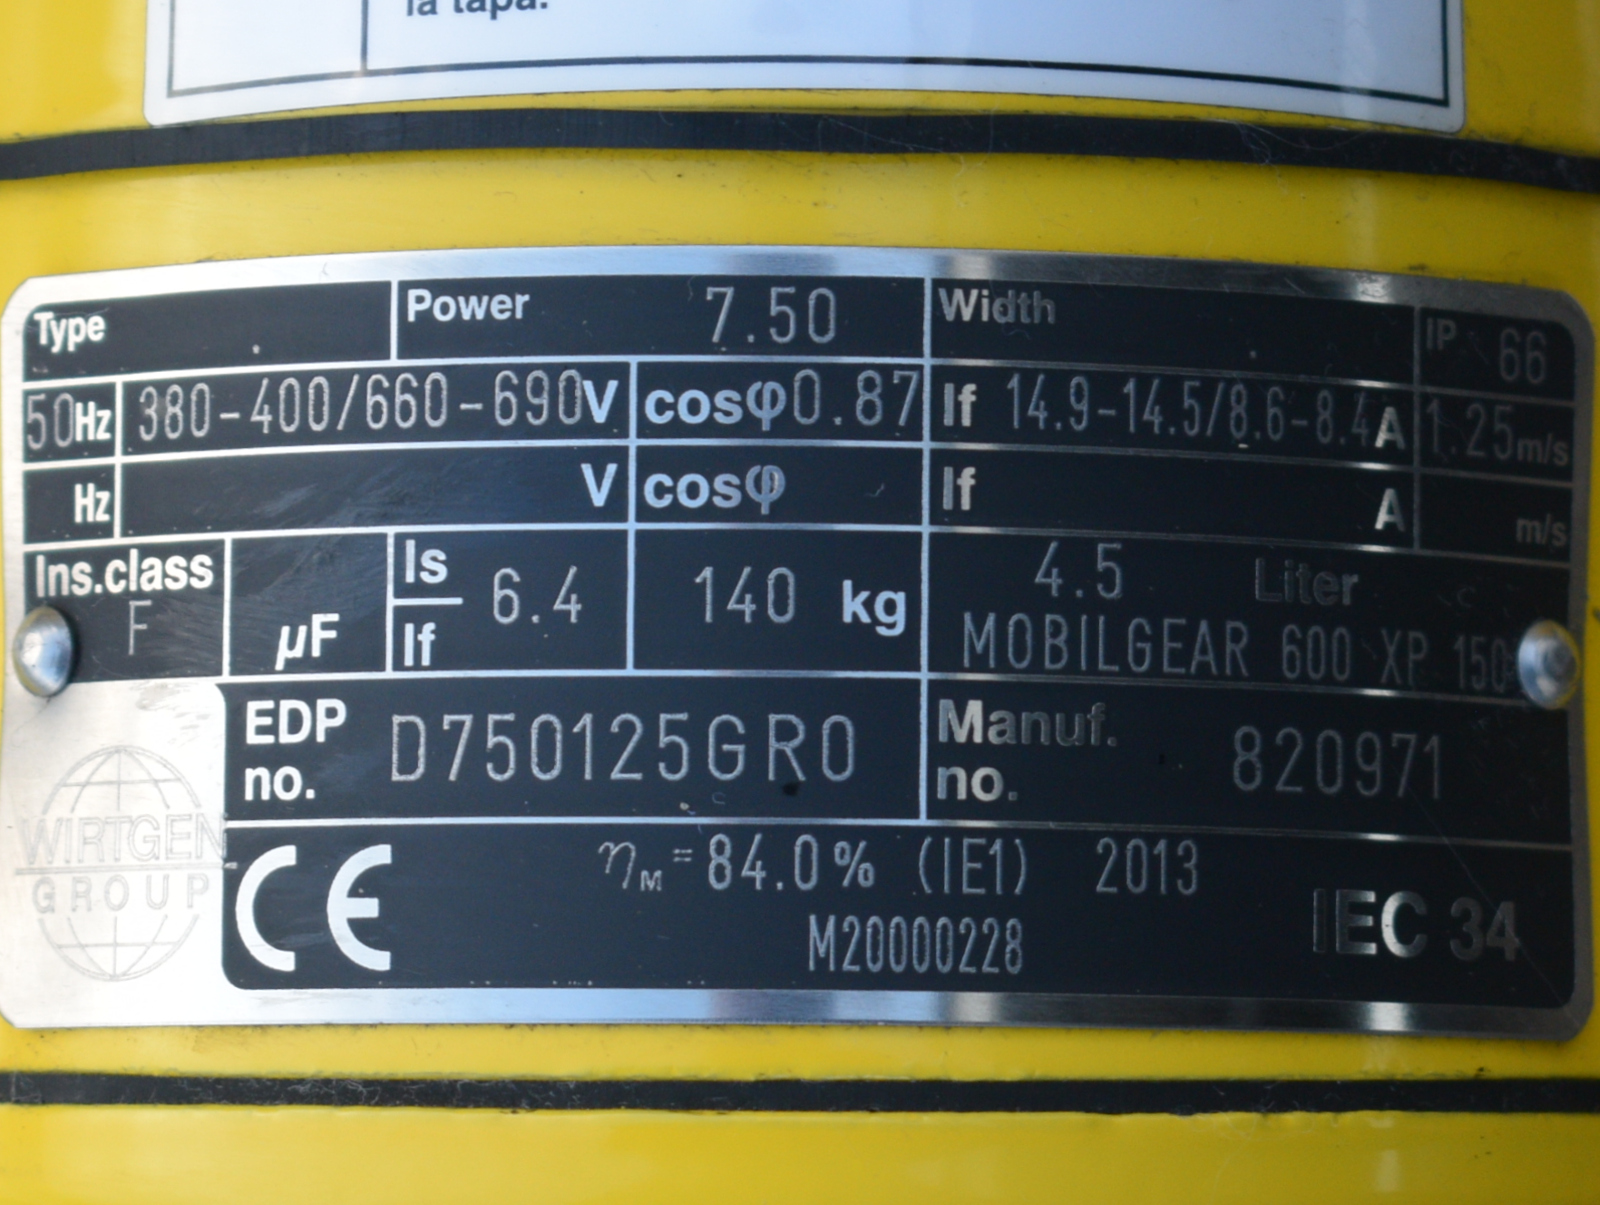 la tapa.
Type Power 7.50 Width IP 66
50Hz 380-400/660-690V cosφ0.87 If 14.9-14.5/8.6-8.4A 1.25m/s
Hz V cosφ If A m/s
Ins.class F µF Is/If 6.4 140 kg 4.5 Liter
MOBILGEAR 600 XP 150
EDP no. D750125GR0 Manuf. no. 820971
WIRTGEN
GROUP
CE ηM=84.0% (IE1) 2013
M20000228 IEC 34